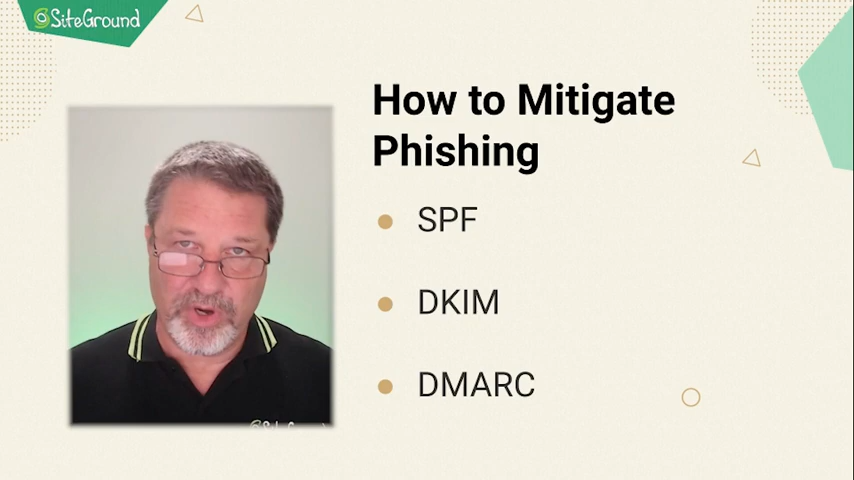 SiteGround
How to Mitigate
Phishing
SPF
DKIM
DMARC